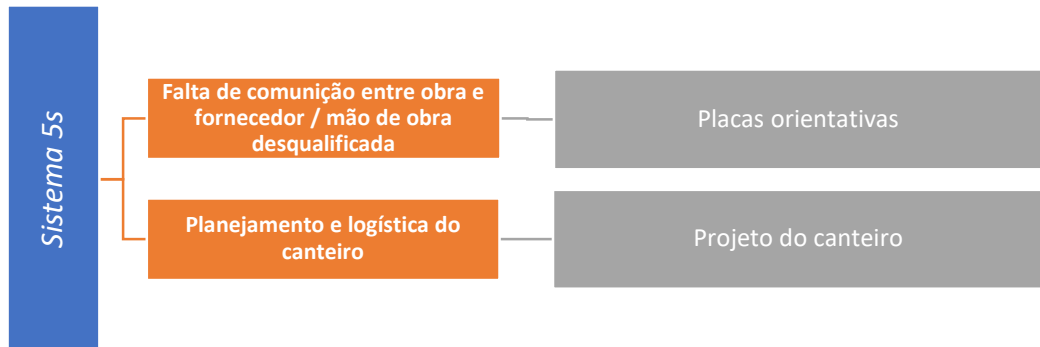 Sistema 5s
Falta de comunição entre obra e
fornecedor / mão de obra
desqualificada
Placas orientativas
Planejamento e logística do
canteiro
Projeto do canteiro